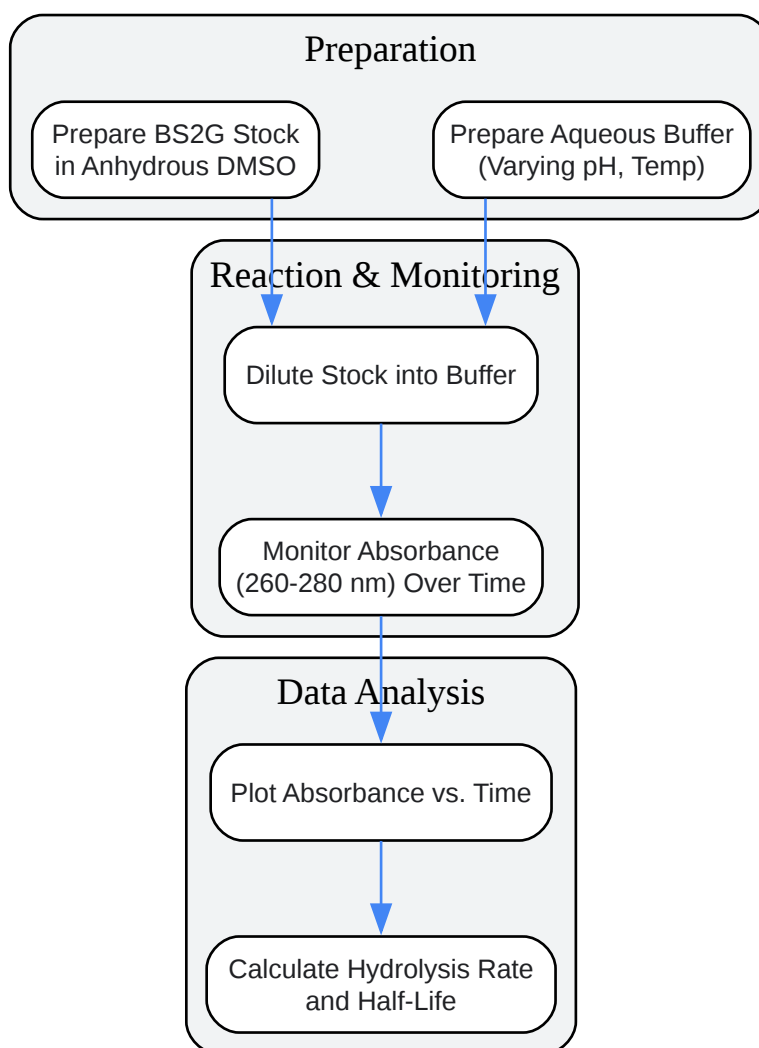 Preparation
Prepare BS2G Stock
in Anhydrous DMSO
Prepare Aqueous Buffer
(Varying pH, Temp)
Reaction & Monitoring
Dilute Stock into Buffer
Monitor Absorbance
(260-280 nm) Over Time
Data Analysis
Plot Absorbance vs. Time
Calculate Hydrolysis Rate
and Half-Life